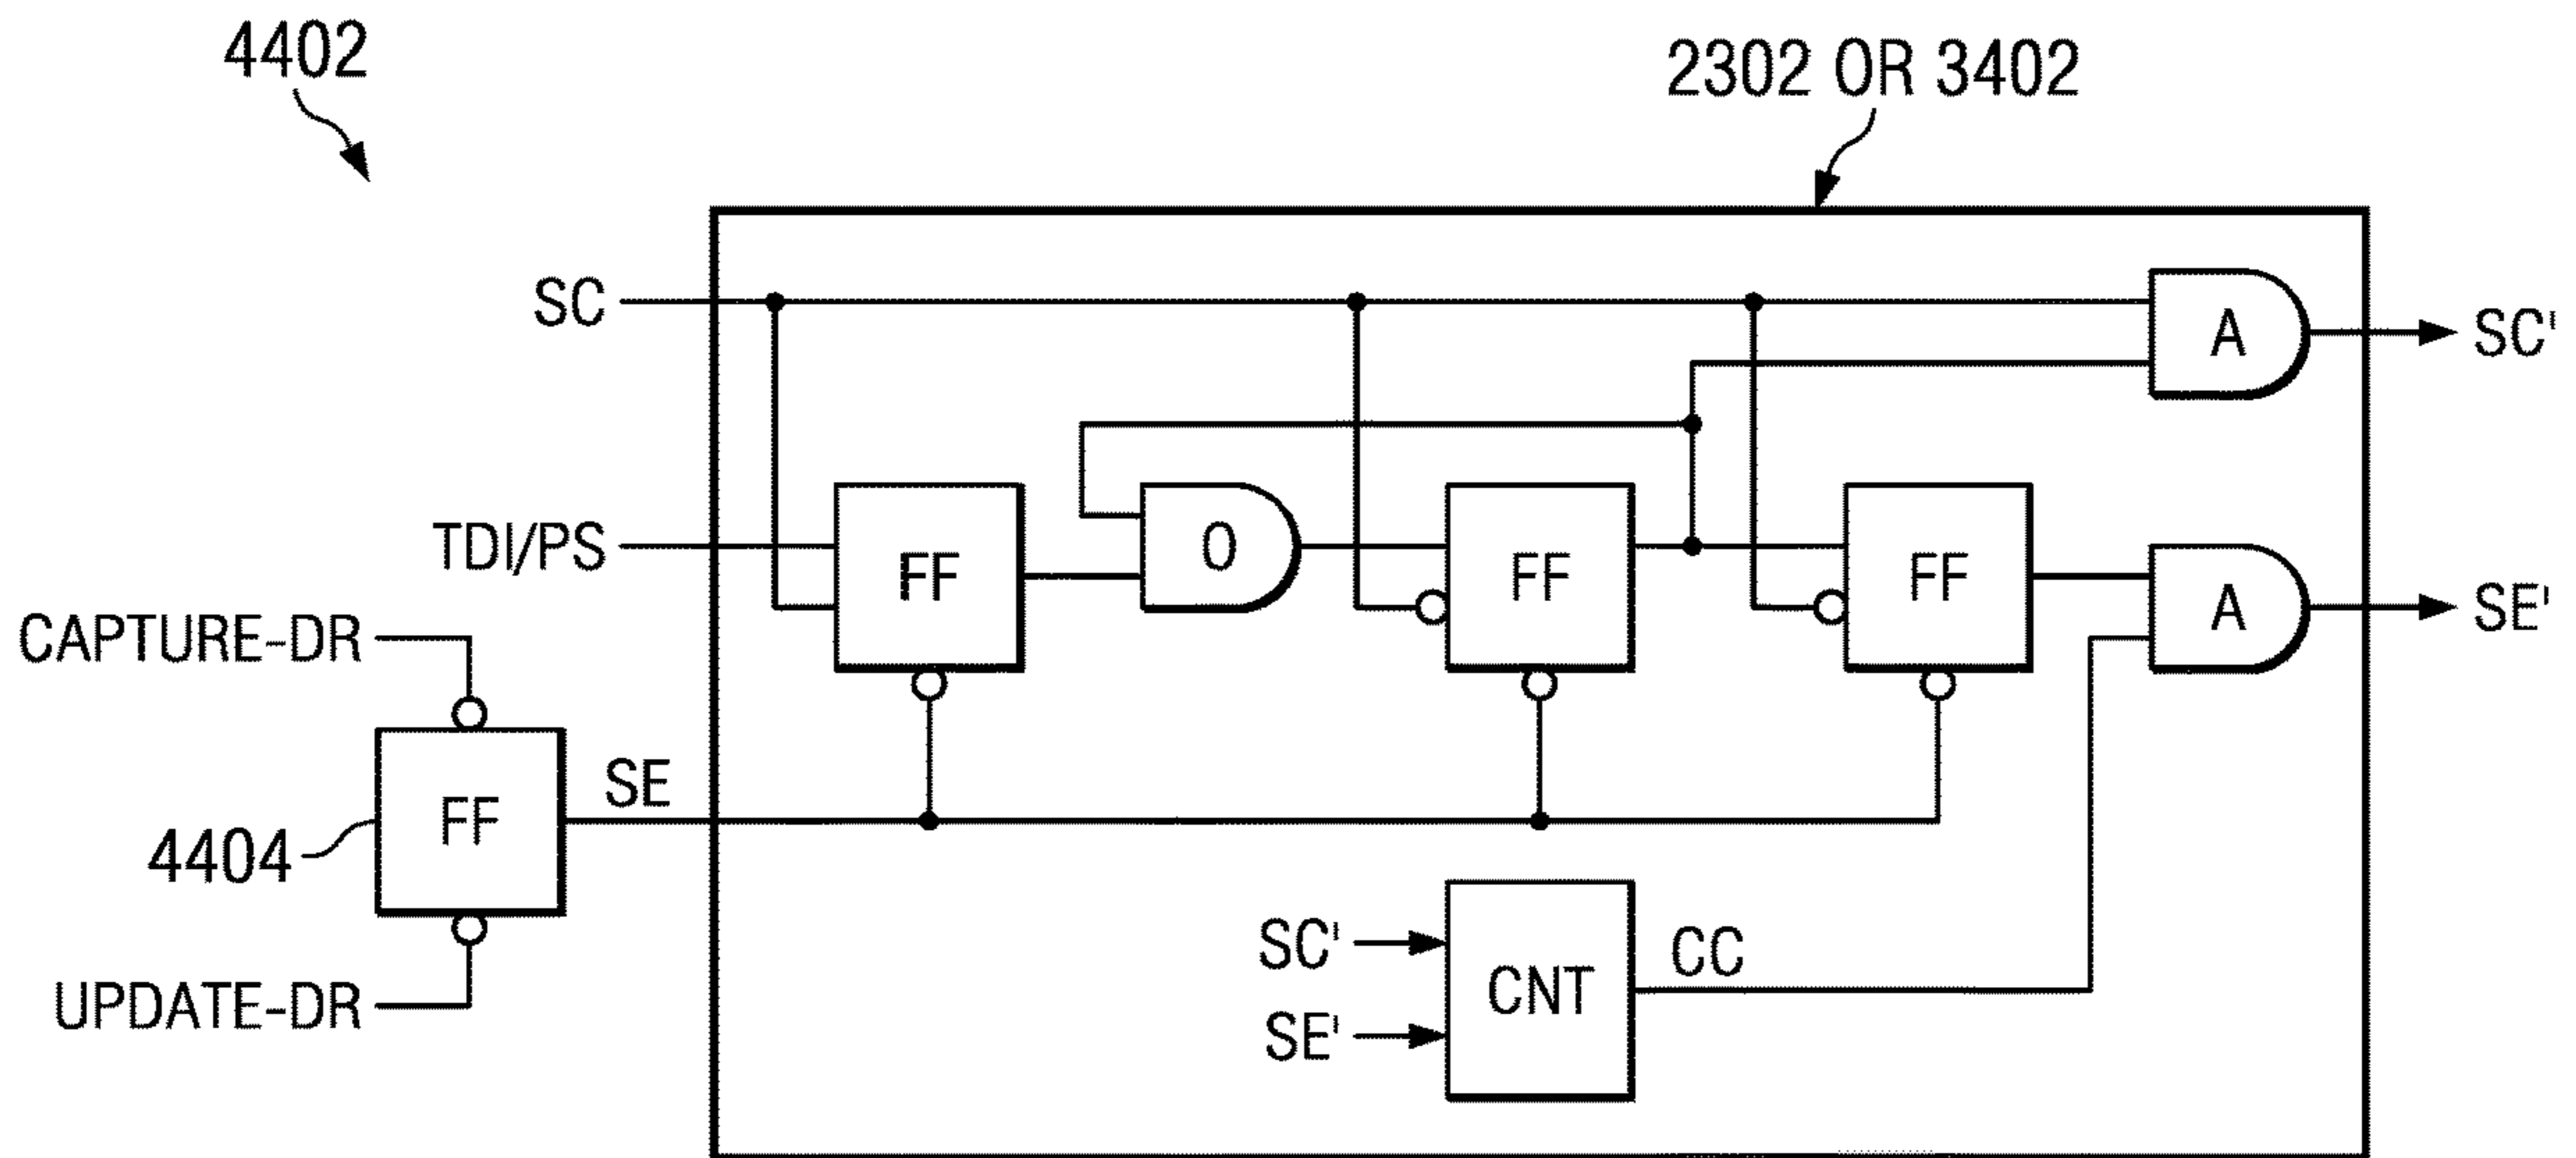 4402
2302 OR 3402
SC
A
SC'
TDI/PS
FF
O
FF
FF
A
SE'
CAPTURE-DR
FF
SE
4404
UPDATE-DR
SC'
SE'
CNT
CC